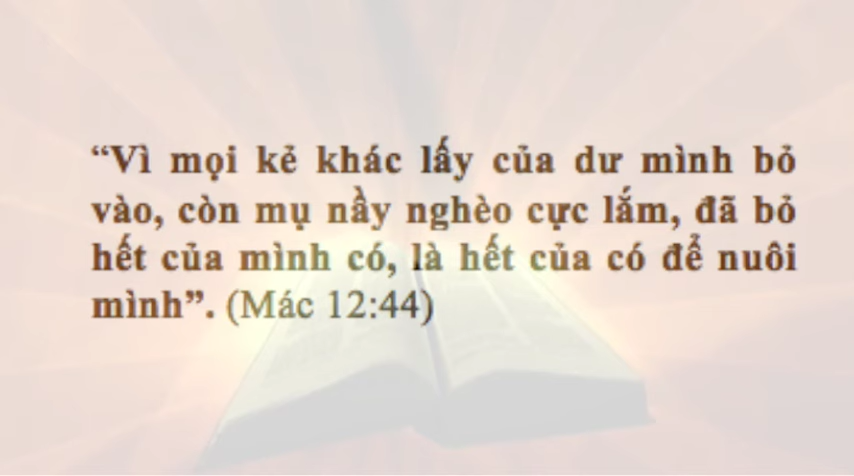 “Vì mọi kẻ khác lấy của dư mình bỏ
vào, còn mụ nầy nghèo cực lắm, đã bỏ
hết của mình có, là hết của có để nuôi
mình”. (Mác 12:44)